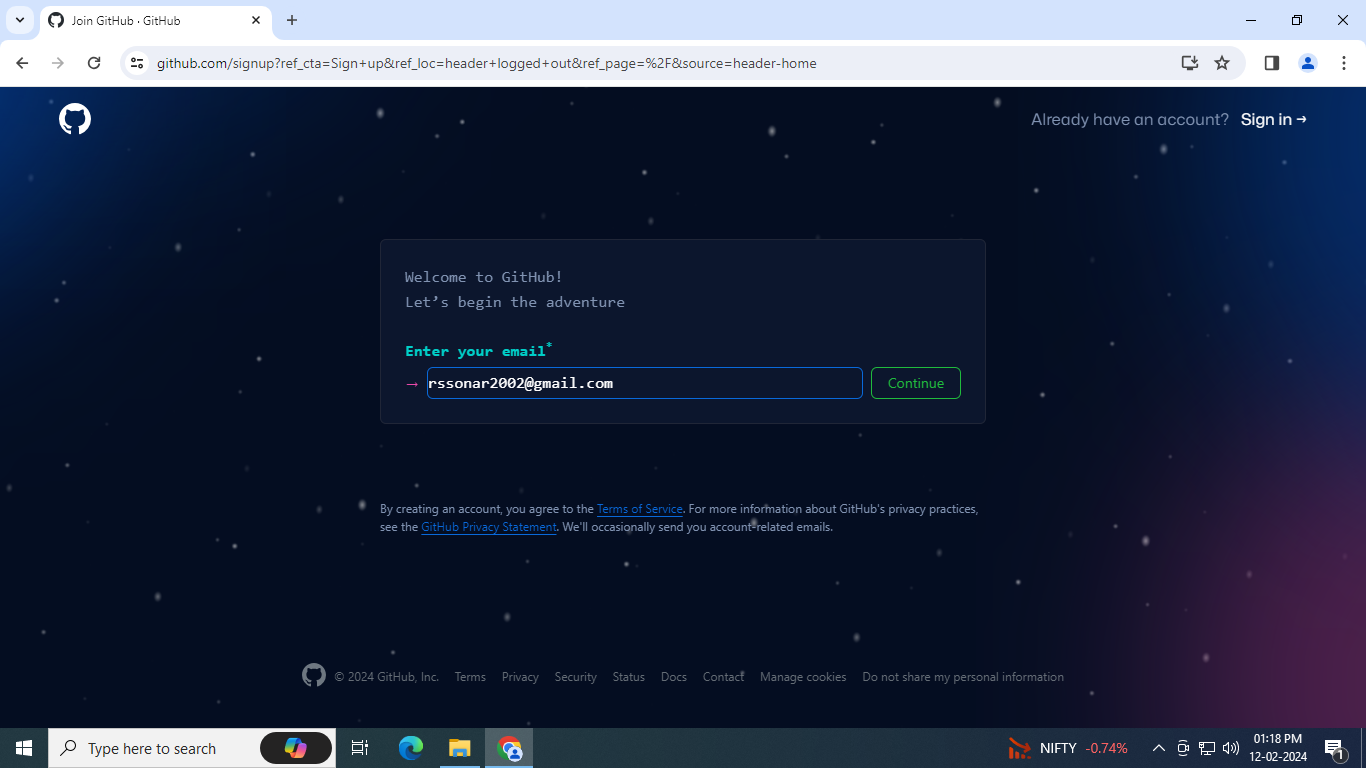 Join GitHub · GitHub
github.com/signup?ref_cta=Sign+up&ref_loc=header+logged+out&ref_page=%2F&source=header-home
Already have an account? Sign in →
Welcome to GitHub!
Let’s begin the adventure
Enter your email*
→ rssonar2002@gmail.com Continue
By creating an account, you agree to the Terms of Service. For more information about GitHub's privacy practices,
see the GitHub Privacy Statement. We'll occasionally send you account-related emails.
© 2024 GitHub, Inc. Terms Privacy Security Status Docs Contact Manage cookies Do not share my personal information
Type here to search NIFTY -0.74% 01:18 PM
12-02-2024 1